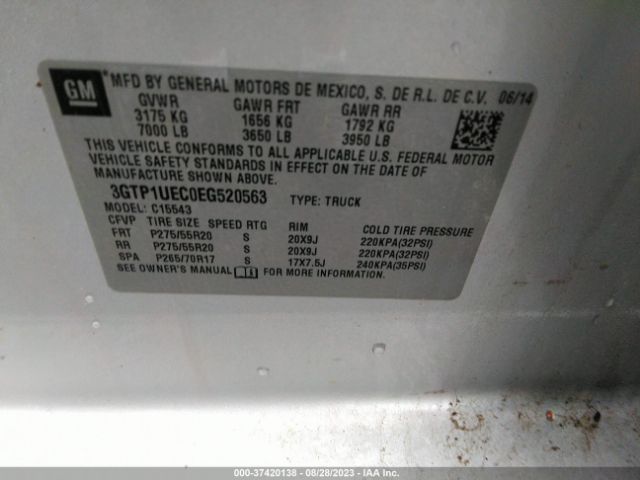 GM
*MFD BY GENERAL MOTORS DE MEXICO, S. DE R.L. DE C.V. 06/14
GVWR GAWR FRT GAWR RR
3175 KG 1656 KG 1792 KG
7000 LB 3650 LB 3950 LB
THIS VEHICLE CONFORMS TO ALL APPLICABLE U.S. FEDERAL MOTOR
VEHICLE SAFETY STANDARDS IN EFFECT ON THE DATE OF
MANUFACTURE SHOWN ABOVE.
3GTP1UEC0EG520563 TYPE: TRUCK
MODEL: C15543
CFVP TIRE SIZE SPEED RTG RIM COLD TIRE PRESSURE
FRT P275/55R20 S 20X9J 220KPA(32PSI)
RR P275/55R20 S 20X9J 220KPA(32PSI)
SPA P265/70R17 S 17X7.5J 240KPA(35PSI)
SEE OWNER'S MANUAL FOR MORE INFORMATION.
000-37420138 - 08/28/2023 - IAA Inc.